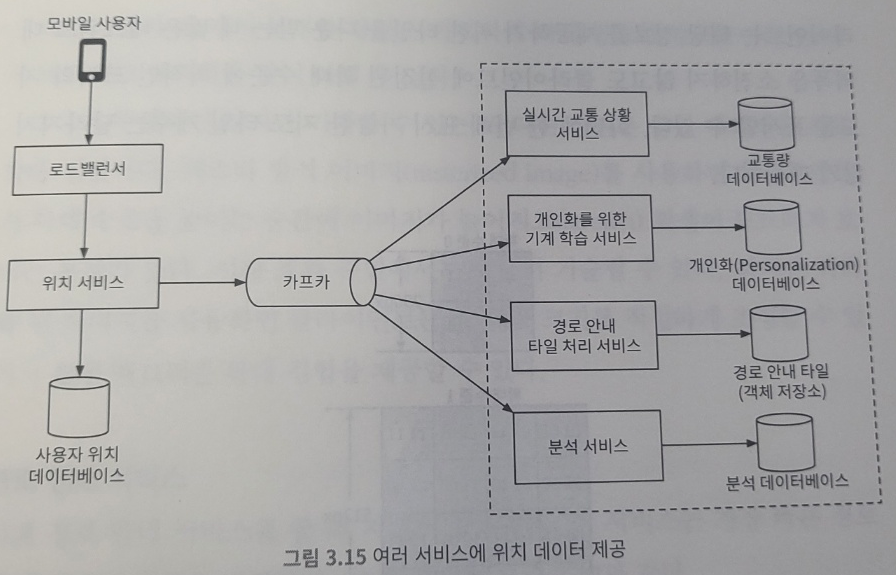 모바일 사용자
로드밸런서
위치 서비스
사용자 위치
데이터베이스
카프카
실시간 교통 상황
서비스
교통량
데이터베이스
개인화를 위한
기계 학습 서비스
개인화(Personalization)
데이터베이스
경로 안내
타일 처리 서비스
경로 안내 타일
(객체 저장소)
분석 서비스
분석 데이터베이스
그림 3.15 여러 서비스에 위치 데이터 제공